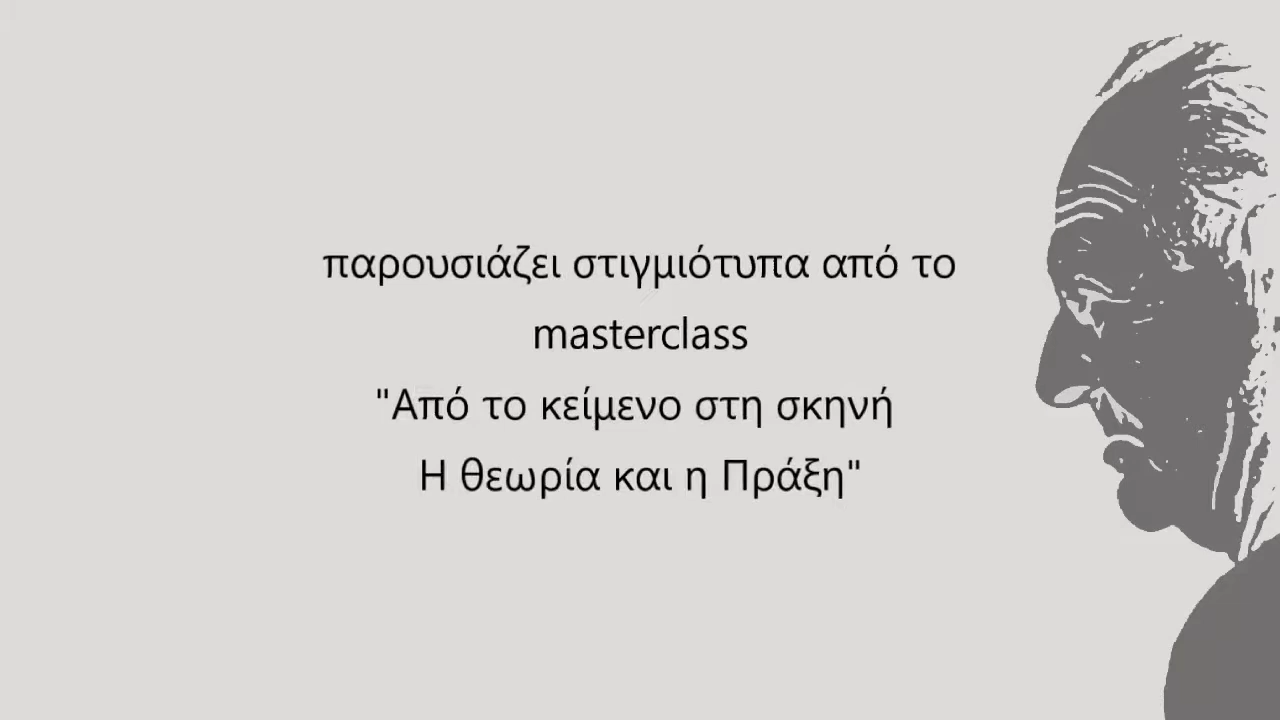 παρουσιάζει στιγμιότυπα από το
masterclass
"Από το κείμενο στη σκηνή
Η θεωρία και η Πράξη"